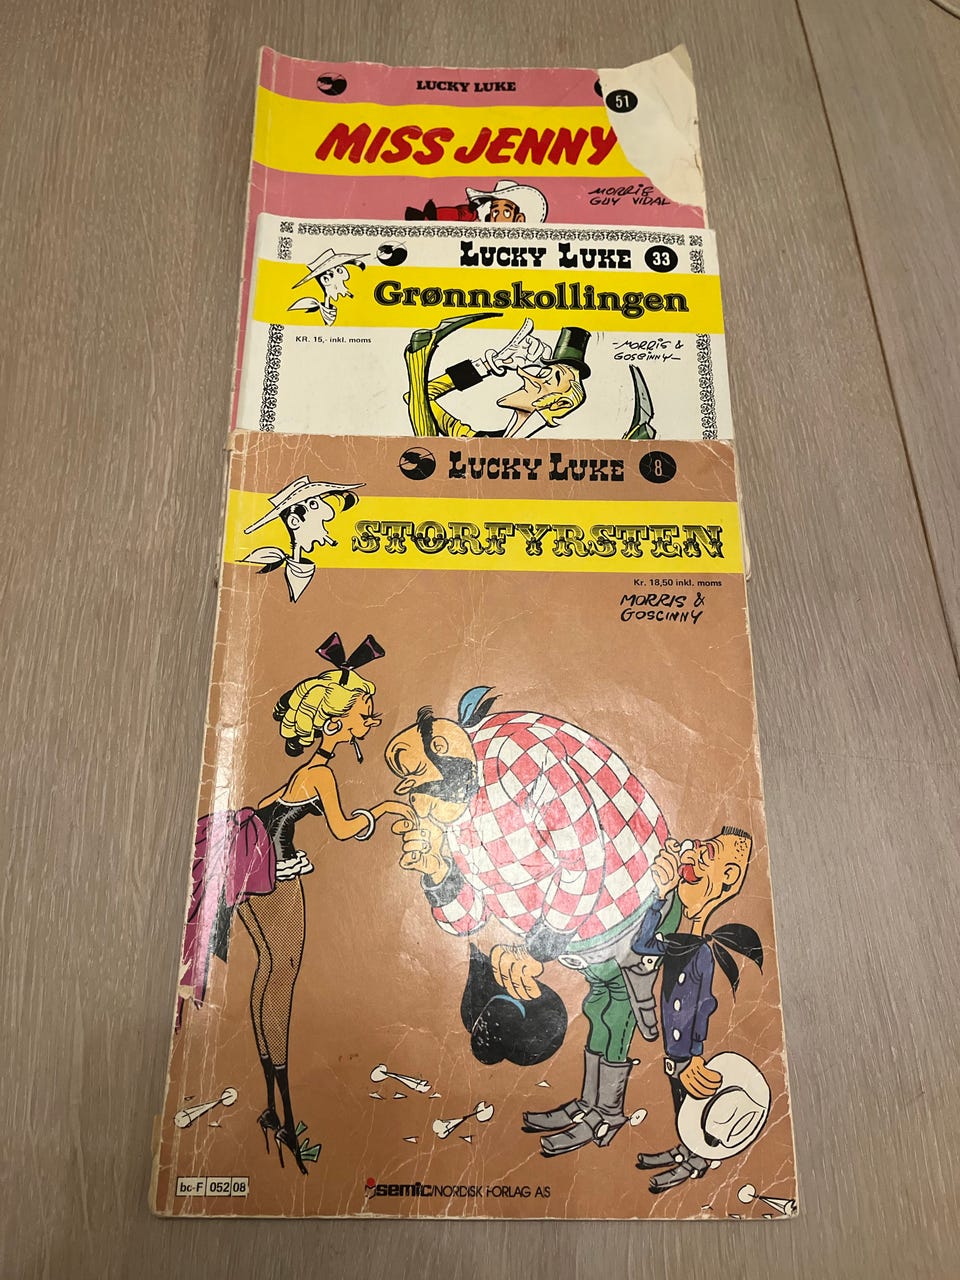 LUCKY LUKE
51
MISS JENNY
MORRIS
GUY VIDAL
LUCKY LUKE 33
Grønnskollingen
KR. 15,- inkl. moms
-MORRIS &
GOSCINNY-
LUCKY LUKE 8
STORFYRSTEN
Kr. 18,50 inkl. moms
MORRIS &
GOSCINNY
bc-F 052 08
semic/NORDISK FORLAG A/S